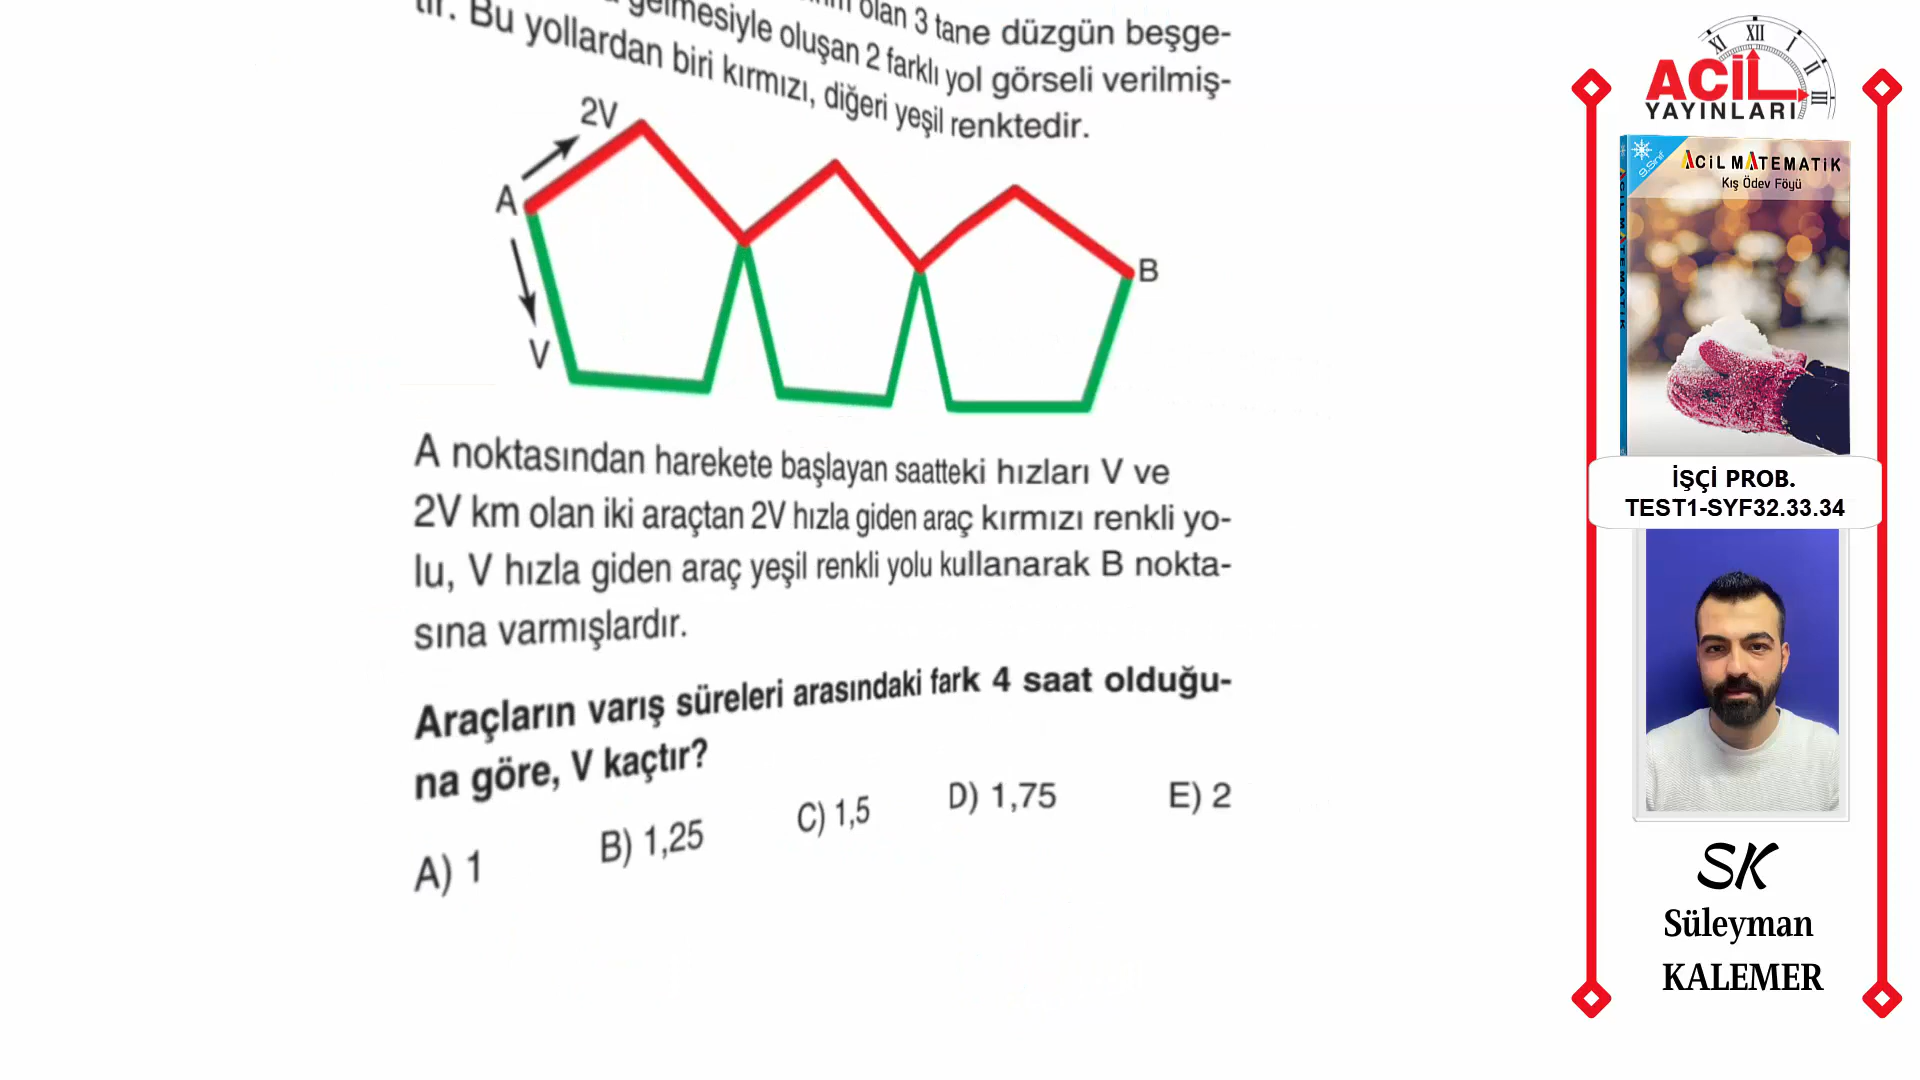 olan 3 tane düzgün beşge-
gelmesiyle oluşan 2 farklı yol görseli verilmiş-
tir. Bu yollardan biri kırmızı, diğeri yeşil renktedir.
2V
A
B
V
A noktasından harekete başlayan saatteki hızları V ve
2V km olan iki araçtan 2V hızla giden araç kırmızı renkli yo-
lu, V hızla giden araç yeşil renkli yolu kullanarak B nokta-
sına varmışlardır.
Araçların varış süreleri arasındaki fark 4 saat olduğu-
na göre, V kaçtır?
A) 1
B) 1,25
C) 1,5
D) 1,75
E) 2
XI XII I II III
ACİL
YAYINLARI
9.Sınıf
ACİL MATEMATİK
Kış Ödev Föyü
İŞÇİ PROB.
TEST1-SYF32.33.34
SK
Süleyman
KALEMER